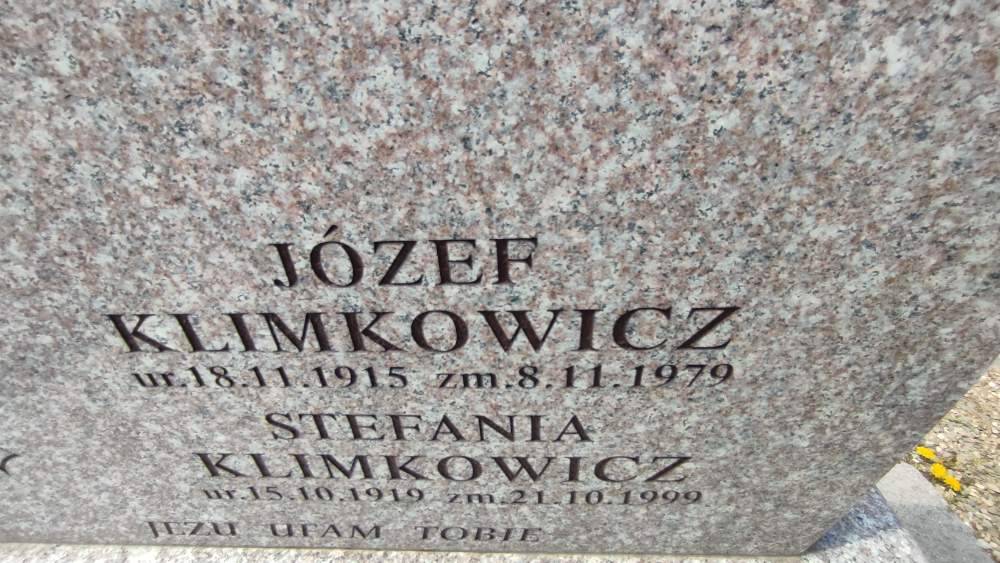 JÓZEF
KLIMKOWICZ
ur.18.11.1915 zm.8.11.1979
STEFANIA
KLIMKOWICZ
ur.15.10.1919 zm.21.10.1999
JEZU UFAM TOBIE